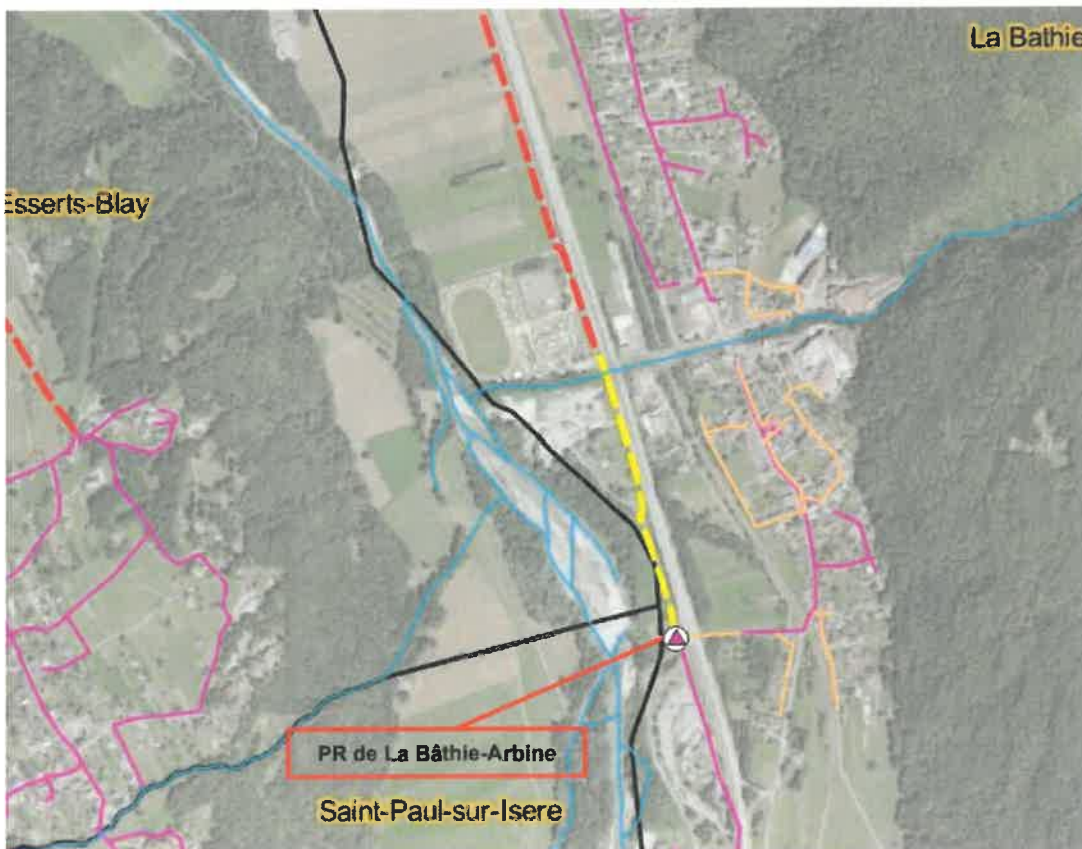 La Bathie
Esserts-Blay
PR de La Bâthie-Arbine
Saint-Paul-sur-Isere